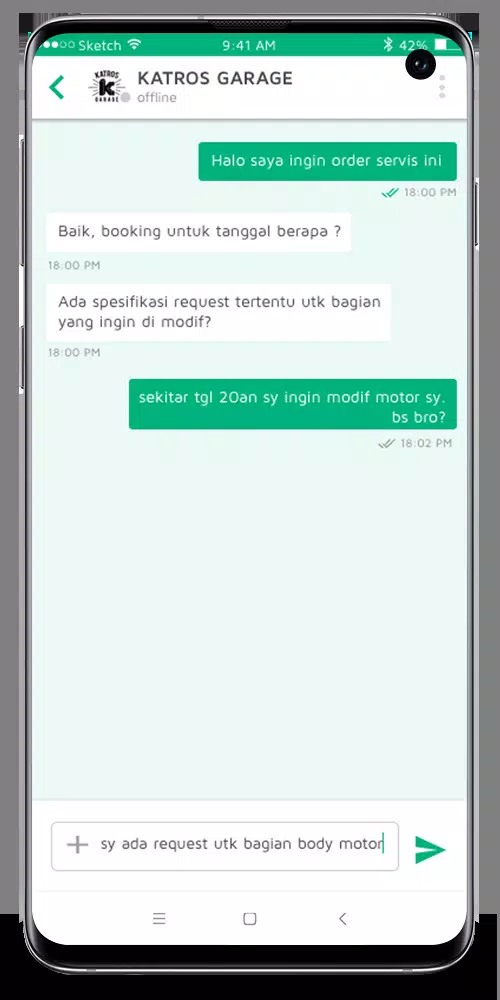 Sketch 9:41 AM 42%
KATROS
k
GARAGE
KATROS GARAGE
offline
Halo saya ingin order servis ini
18:00 PM
Baik, booking untuk tanggal berapa ?
18:00 PM
Ada spesifikasi request tertentu utk bagian
yang ingin di modif?
18:00 PM
sekitar tgl 20an sy ingin modif motor sy.
bs bro?
18:02 PM
sy ada request utk bagian body motor